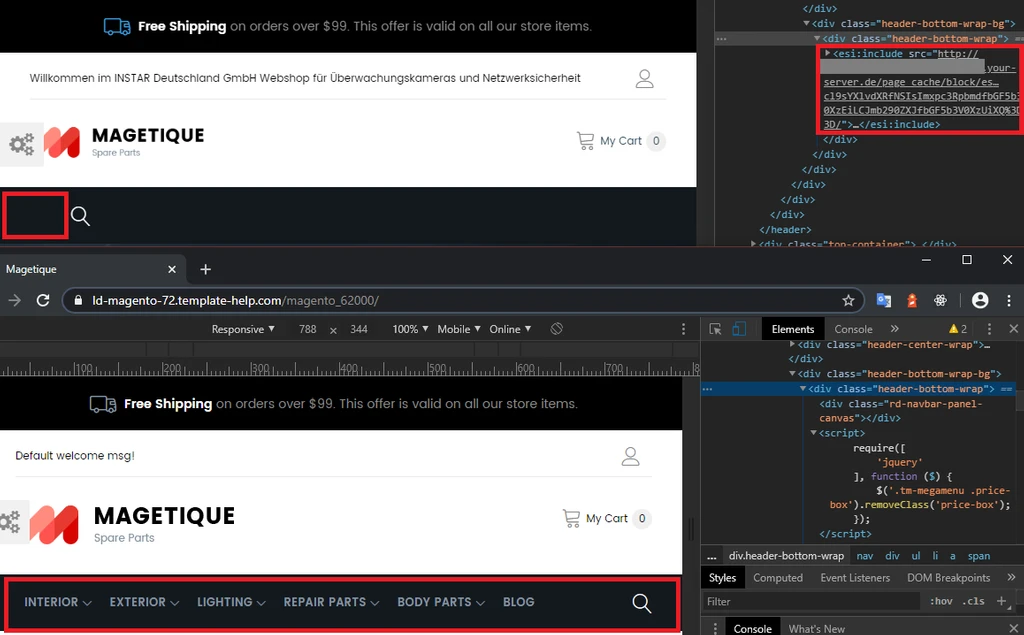 Free Shipping on orders over $99. This offer is valid on all our store items.
Willkommen im INSTAR Deutschland GmbH Webshop für Überwachungskameras und Netzwerksicherheit
MAGETIQUE
Spare Parts
My Cart 0
</div>
<div class="header-bottom-wrap-bg">
<div class="header-bottom-wrap"> ==
<esi:include src="http://
.your-
server.de/page_cache/block/es…
</esi:include>
</div>
</div>
</div>
</div>
</div>
</div>
</header>
<div class="top-container"> </div>
Magetique
ld-magento-72.template-help.com/magento_62000/
Responsive 788 x 344 100% Mobile Online
Elements Console » 2
100 200 300 400 500 600 700
<div class="header-center-wrap">…
</div>
<div class="header-bottom-wrap-bg">
<div class="header-bottom-wrap"> ==
<div class="rd-navbar-panel-
canvas"></div>
<script>
require([
'jquery'
], function ($) {
$('.tm-megamenu .price-
box').removeClass('price-box');
});
</script>
Free Shipping on orders over $99. This offer is valid on all our store items.
Default welcome msg!
MAGETIQUE
Spare Parts
My Cart 0
INTERIOR EXTERIOR LIGHTING REPAIR PARTS BODY PARTS BLOG
… div.header-bottom-wrap nav div ul li a span
Styles Computed Event Listeners DOM Breakpoints »
Filter :hov .cls +
Console What's New